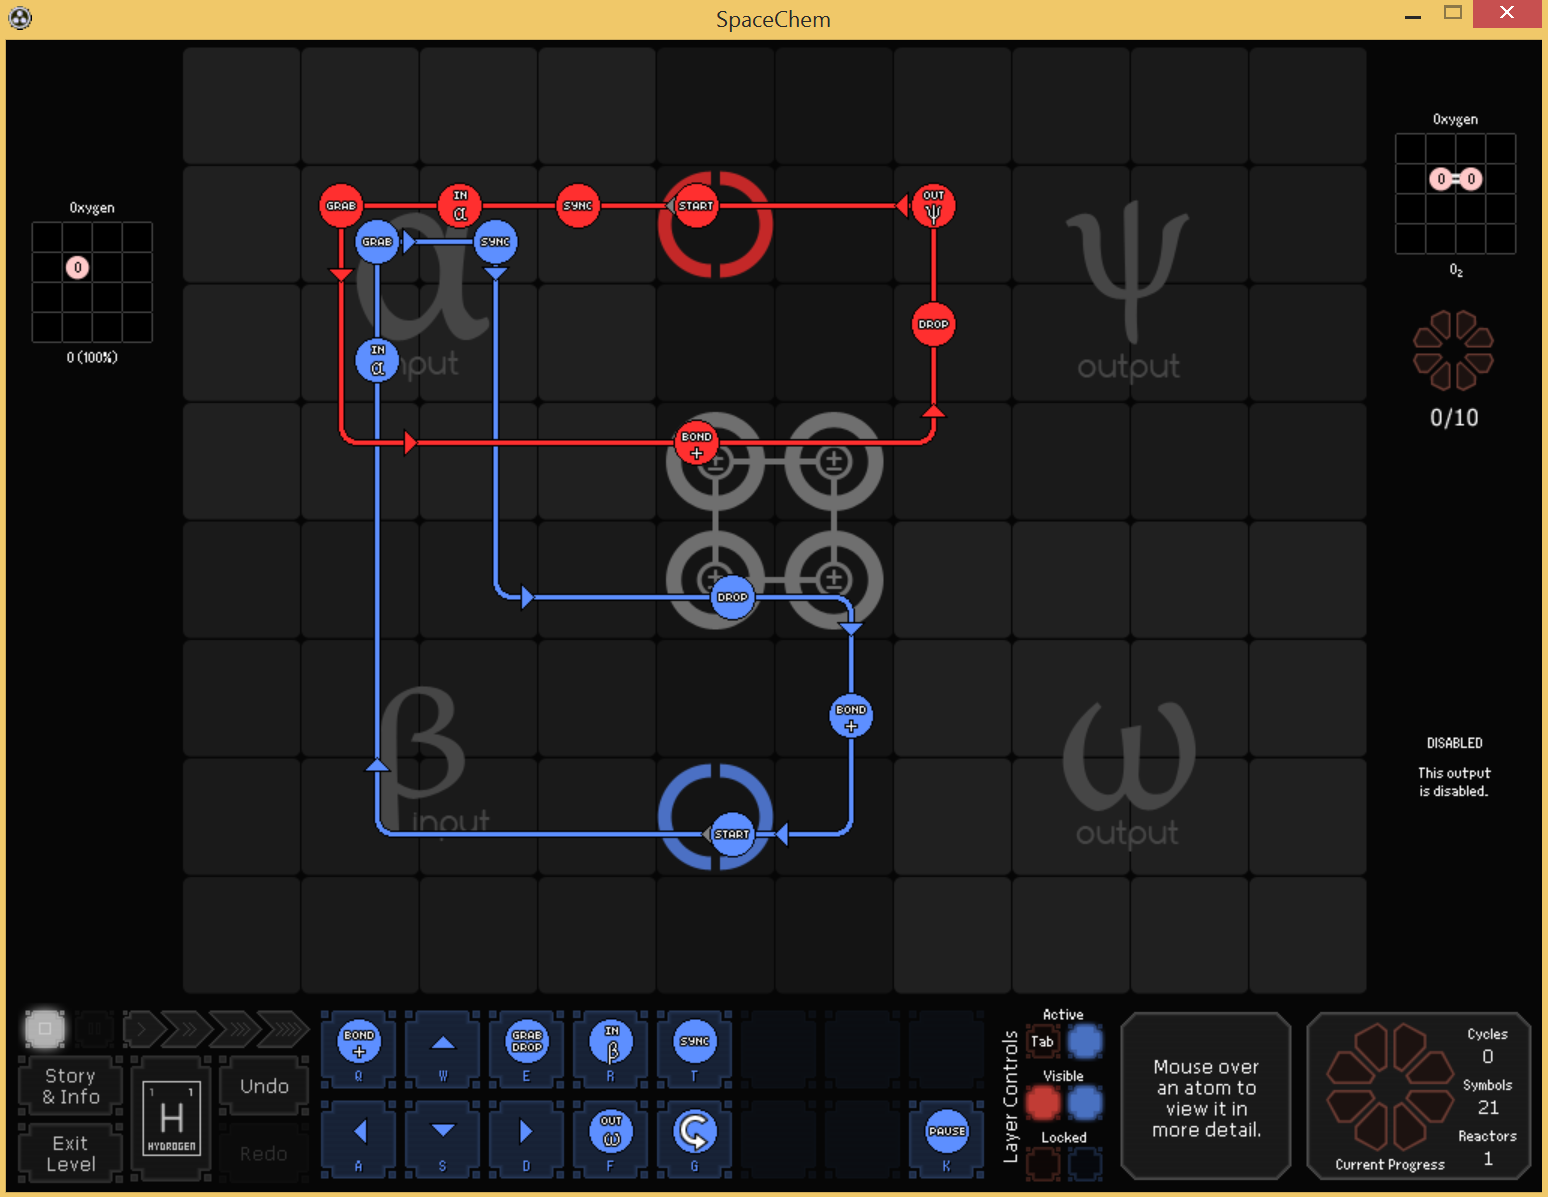 SpaceChem
Oxygen
O
O (100%)
GRAB
IN
α
SYNC
START
OUT
ψ
GRAB
SYNC
IN
α
α
input
DROP
ψ
output
BOND
+
±
±
±
±
DROP
BOND
+
β
input
START
ω
output
Oxygen
O=O
O₂
0/10
DISABLED
This output
is disabled.
Story
& Info
Exit
Level
1 1
H
HYDROGEN
Undo
Redo
BOND
+
Q
W
GRAB
DROP
E
IN
β
R
SYNC
T
A
S
D
OUT
ω
F
G
PAUSE
K
Layer Controls
Active
Tab
Visible
Locked
Mouse over
an atom to
view it in
more detail.
Cycles
0
Symbols
21
Reactors
1
Current Progress